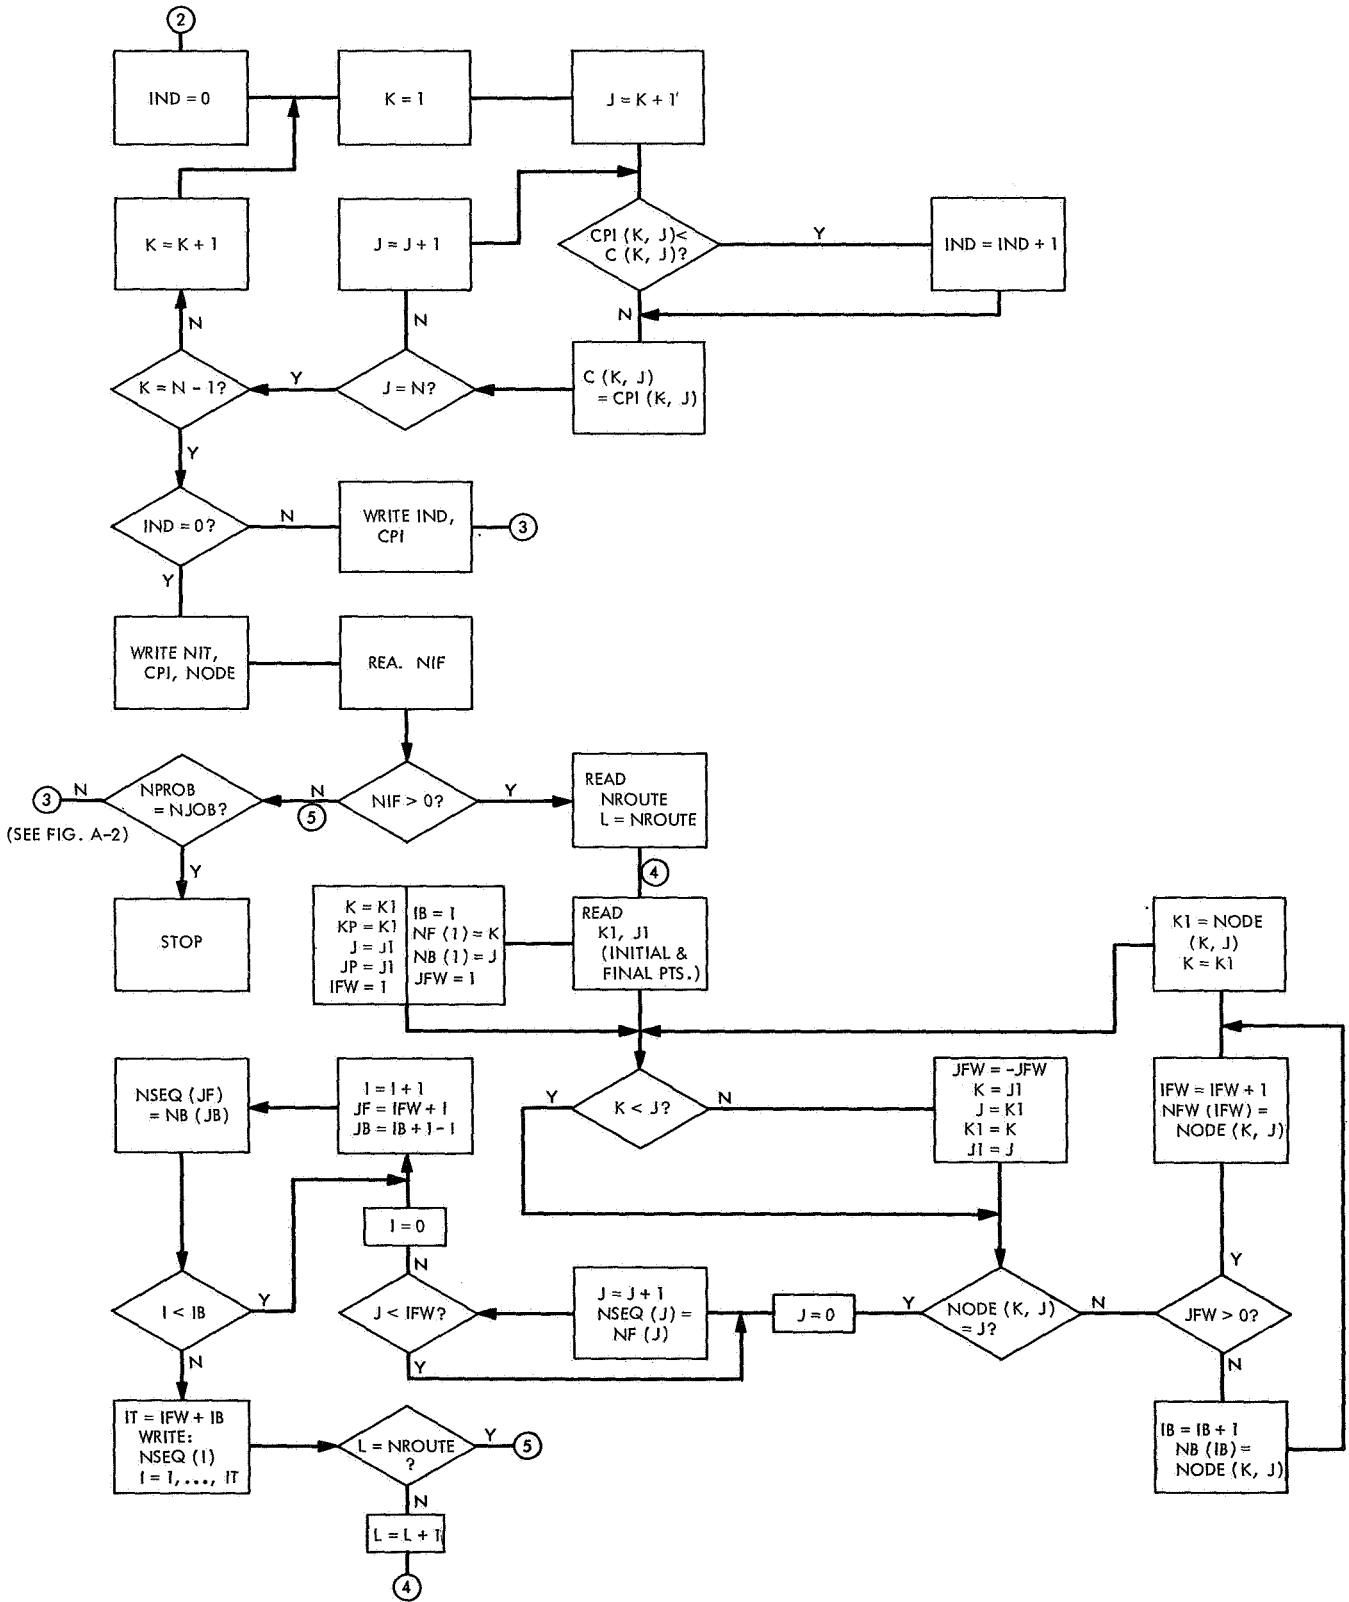 2
IND = 0
K = 1
J = K + 1'
K = K + 1
J = J + 1
CPI (K, J)<
C (K, J)?
Y
IND = IND + 1
N
N
N
K = N - 1?
Y
J = N?
C (K, J)
= CPI (K, J)
Y
IND = 0?
N
WRITE IND,
CPI
3
Y
WRITE NIT,
CPI, NODE
REA. NIF
3
N
NPROB
= NJOB?
N
5
NIF > 0?
Y
READ
NROUTE
L = NROUTE
(SEE FIG. A-2)
Y
4
STOP
K = K1
KP = K1
J = J1
JP = J1
IFW = 1
IB = 1
NF (1) = K
NB (1) = J
JFW = 1
READ
K1, J1
(INITIAL &
FINAL PTS.)
K1 = NODE
(K, J)
K = K1
NSEQ (JF)
= NB (JB)
I = I + 1
JF = IFW + I
JB = IB + 1 - I
Y
K < J?
N
JFW = -JFW
K = J1
J = K1
K1 = K
J1 = J
IFW = IFW + 1
NFW (IFW) =
NODE (K, J)
I = 0
N
Y
I < IB
Y
J < IFW?
J = J + 1
NSEQ (J) =
NF (J)
J = 0
Y
NODE (K, J)
= J?
N
JFW > 0?
N
Y
N
IT = IFW + IB
WRITE:
NSEQ (I)
I = 1, ..., IT
L = NROUTE
?
Y
5
IB = IB + 1
NB (IB) =
NODE (K, J)
N
L = L + 1
4